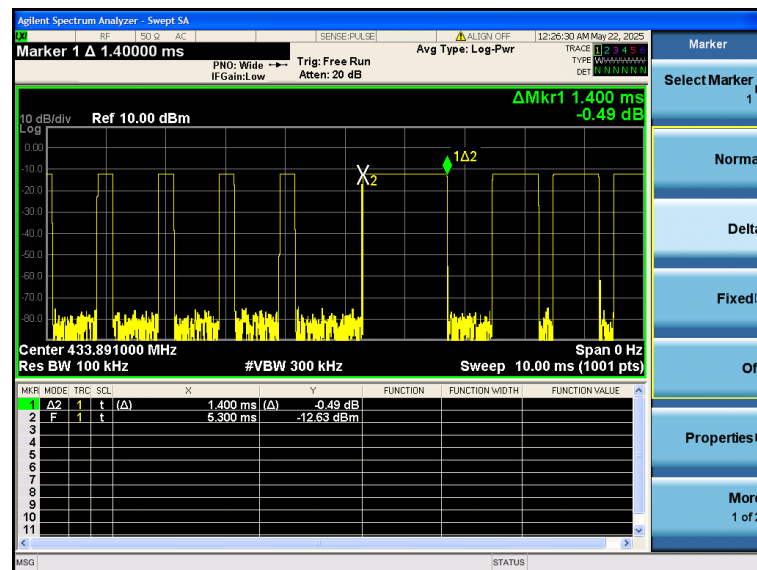 Agilent Spectrum Analyzer - Swept SA
LXI RF 50 Ω AC SENSE:PULSE ALIGN OFF 12:26:30 AM May 22, 2025
Marker 1 Δ 1.40000 ms
PNO: Wide
IFGain:Low
Trig: Free Run
Atten: 20 dB
Avg Type: Log-Pwr
TRACE 1 2 3 4 5 6
TYPE W
DET N N N N N N
ΔMkr1 1.400 ms
-0.49 dB
10 dB/div Ref 10.00 dBm
Log
0.00
-10.0
-20.0
-30.0
-40.0
-50.0
-60.0
-70.0
-80.0
1Δ2
2
Center 433.891000 MHz Span 0 Hz
Res BW 100 kHz #VBW 300 kHz Sweep 10.00 ms (1001 pts)
MKR MODE TRC SCL X Y FUNCTION FUNCTION WIDTH FUNCTION VALUE
1 Δ2 1 t (Δ) 1.400 ms (Δ) -0.49 dB
2 F 1 t 5.300 ms -12.63 dBm
3
4
5
6
7
8
9
10
11
MSG STATUS
Marker
Select Marker
1
Norma
Delta
Fixed
Of
Properties
More
1 of 2